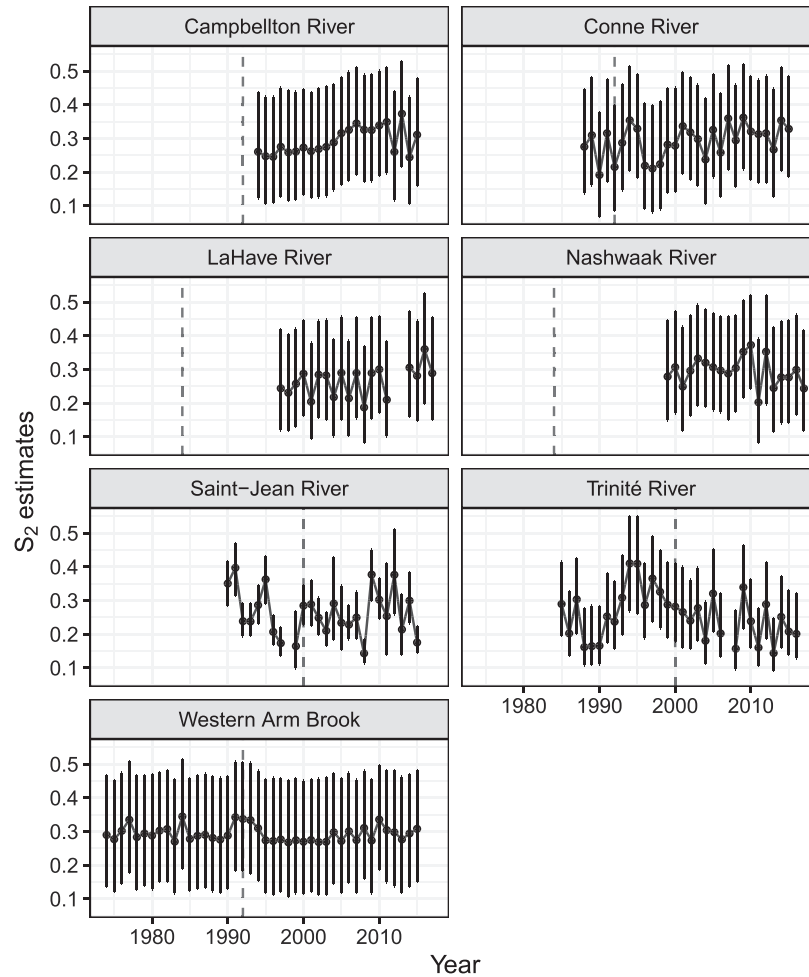 Campbellton River
Conne River
0.5
0.4
0.3
0.2
0.1
LaHave River
Nashwaak River
0.5
0.4
0.3
0.2
0.1
S₂ estimates
Saint−Jean River
Trinité River
0.5
0.4
0.3
0.2
0.1
1980 1990 2000 2010
Western Arm Brook
0.5
0.4
0.3
0.2
0.1
1980 1990 2000 2010
Year